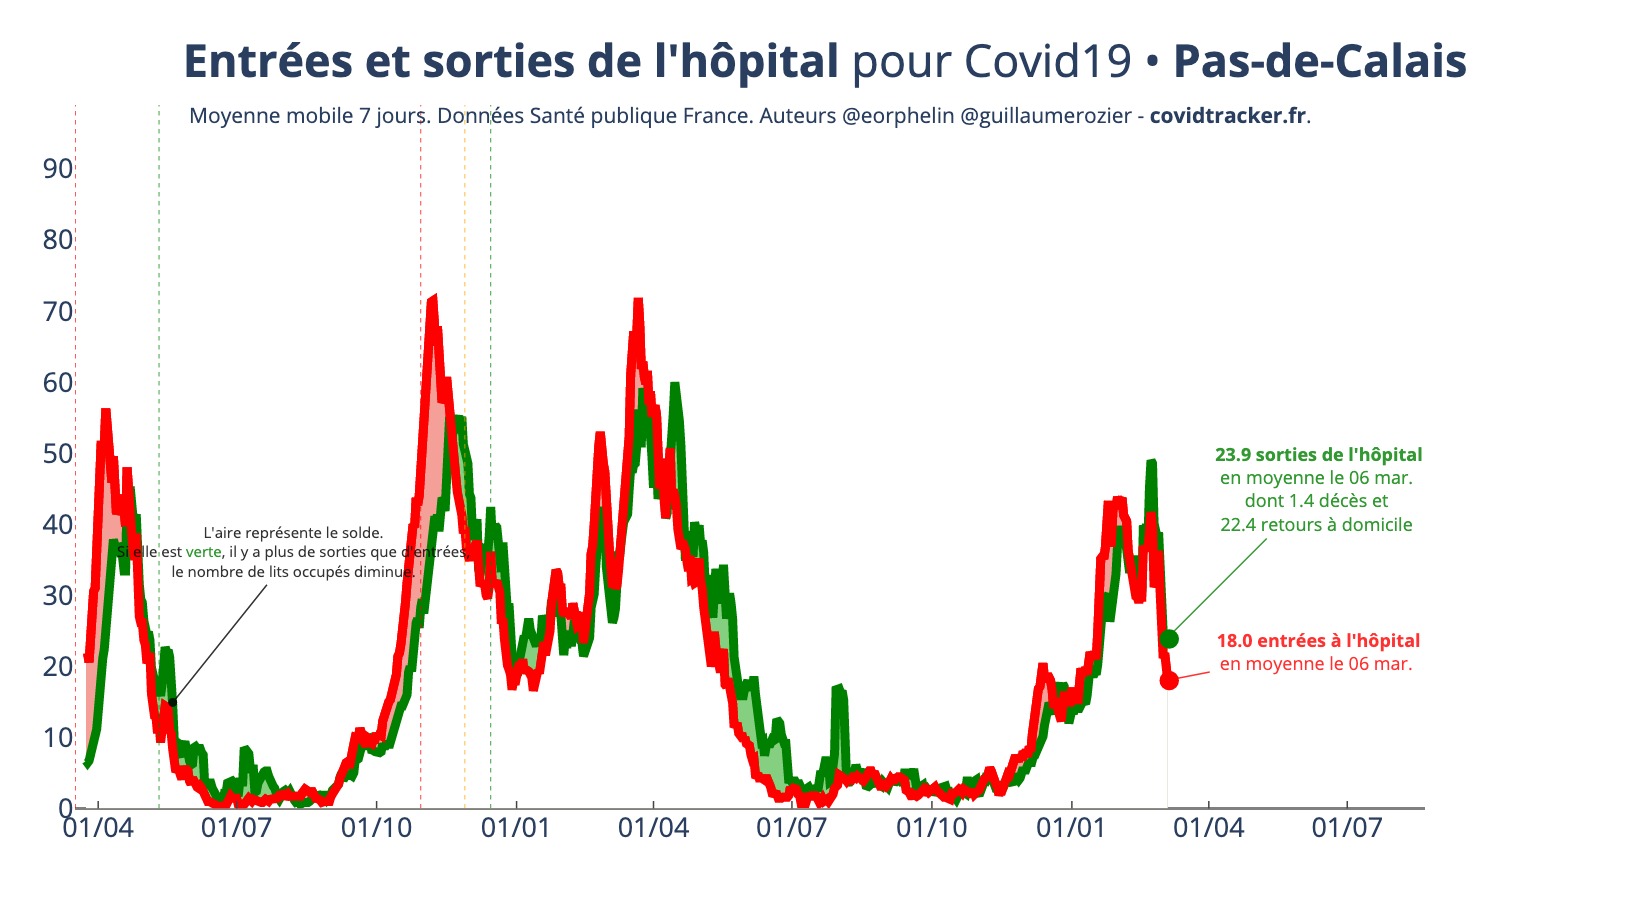 Entrées et sorties de l'hôpital pour Covid19 • Pas-de-Calais
Moyenne mobile 7 jours. Données Santé publique France. Auteurs @eorphelin @guillaumerozier - covidtracker.fr.
90
80
70
60
50
40
30
20
10
0
L'aire représente le solde.
Si elle est verte, il y a plus de sorties que d'entrées,
le nombre de lits occupés diminue.
23.9 sorties de l'hôpital
en moyenne le 06 mar.
dont 1.4 décès et
22.4 retours à domicile
18.0 entrées à l'hôpital
en moyenne le 06 mar.
01/04 01/07 01/10 01/01 01/04 01/07 01/10 01/01 01/04 01/07